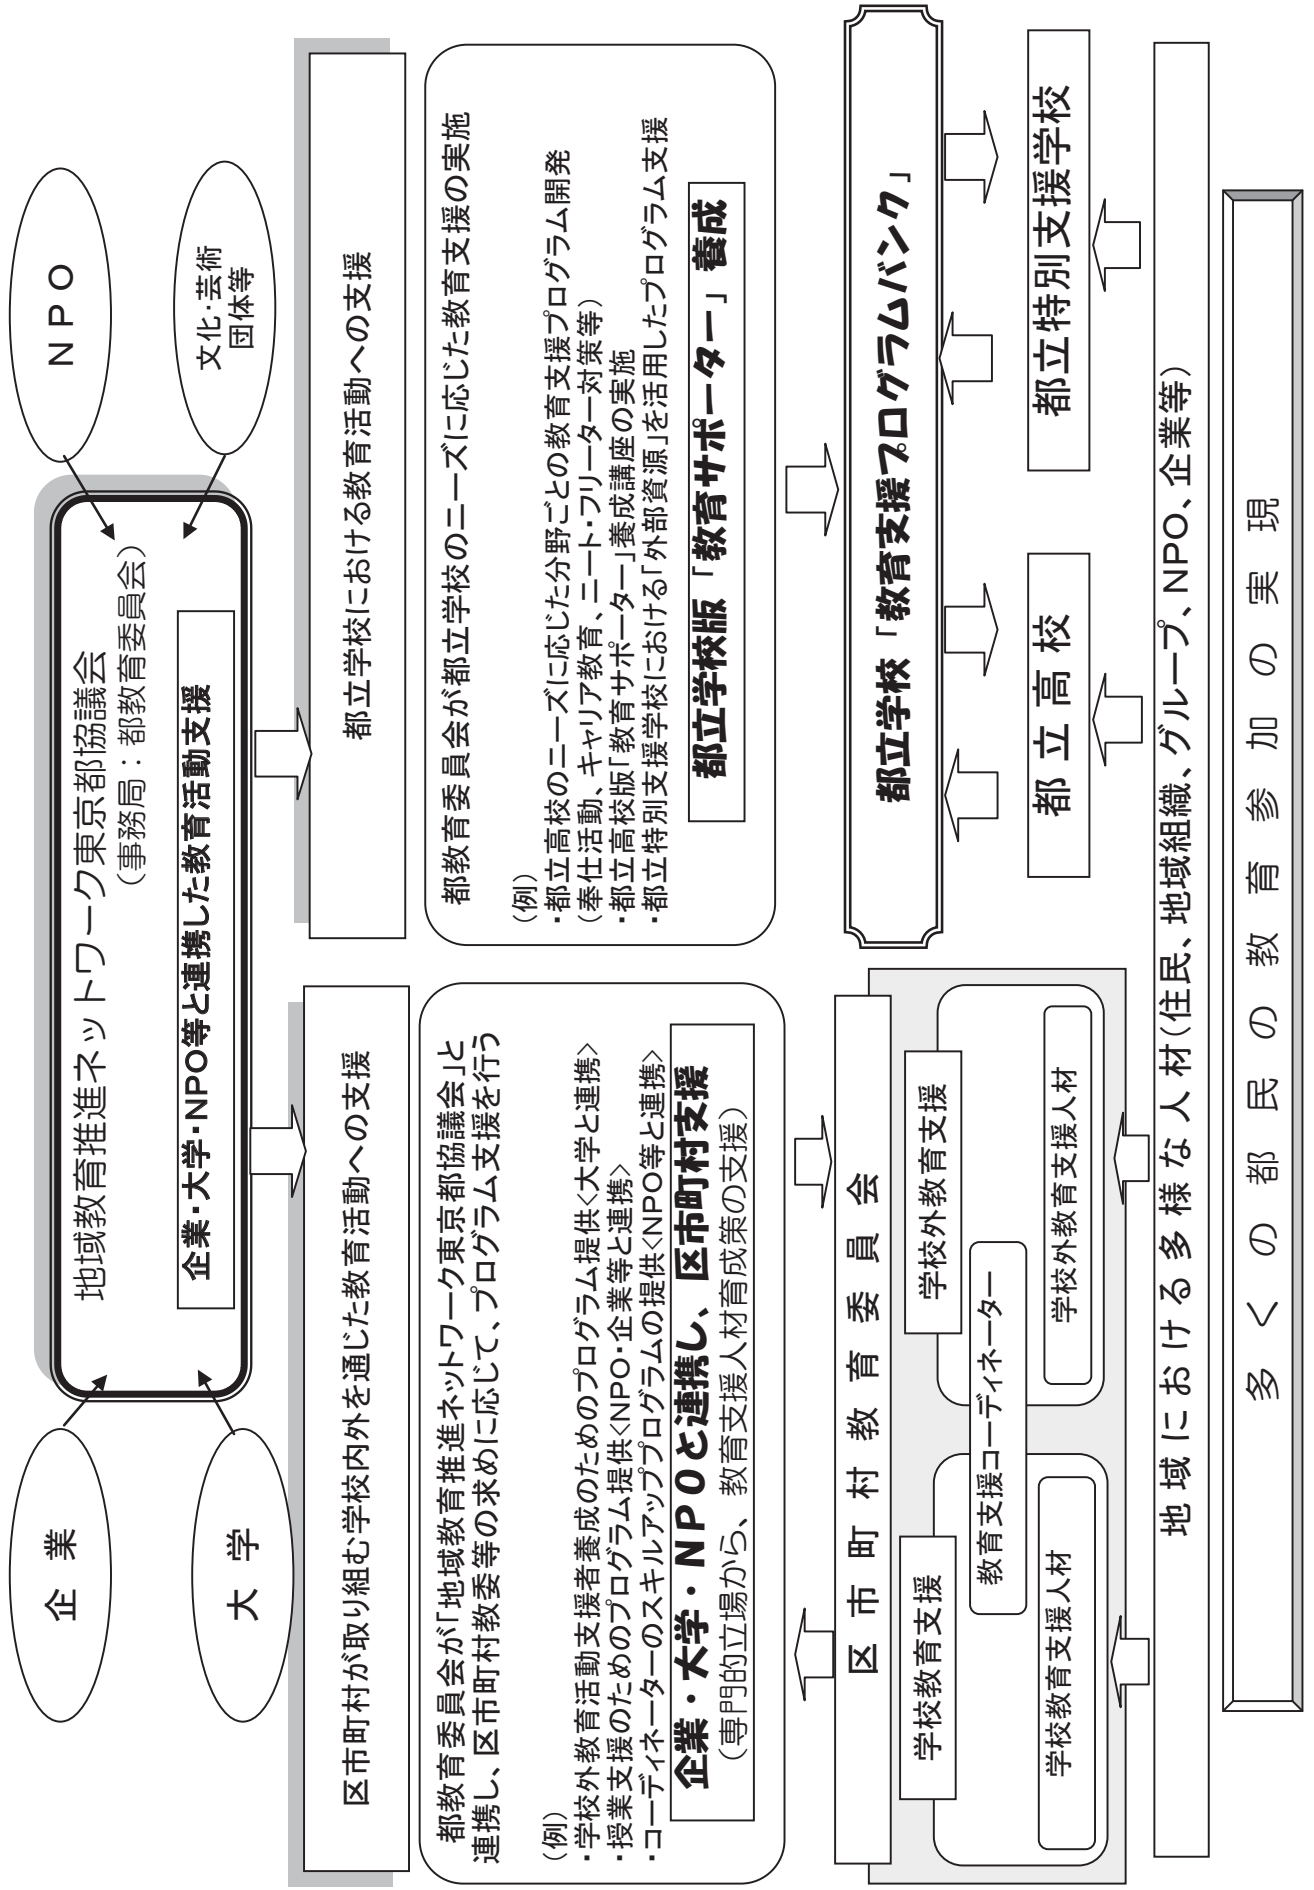 企業
大学
NPO
文化・芸術
団体等
地域教育推進ネットワーク東京都協議会
（事務局：都教育委員会）
企業・大学・NPO等と連携した教育活動支援
区市町村が取り組む学校内外を通じた教育活動への支援
都教育委員会が「地域教育推進ネットワーク東京都協議会」と
連携し、区市町村教委等の求めに応じて、プログラム支援を行う
（例）
・学校外教育活動支援者養成のためのプログラム提供<大学と連携>
・授業支援のためのプログラム提供<NPO・企業等と連携>
・コーディネーターのスキルアッププログラムの提供<NPO等と連携>
企業・大学・NPOと連携し、区市町村支援
（専門的立場から、教育支援人材育成策の支援）
区市町村教育委員会
学校教育支援
学校外教育支援
教育支援コーディネーター
学校教育支援人材
学校外教育支援人材
都立学校における教育活動への支援
都教育委員会が都立学校のニーズに応じた教育支援の実施
（例）
・都立高校のニーズに応じた分野ごとの教育支援プログラム開発
（奉仕活動、キャリア教育、ニート・フリーター対策等）
・都立高校版「教育サポーター」養成講座の実施
・都立特別支援学校における「外部資源」を活用したプログラム支援
都立学校版「教育サポーター」養成
都立学校「教育支援プログラムバンク」
都立高校
都立特別支援学校
地域における多様な人材（住民、地域組織、グループ、NPO、企業等）
多くの都民の教育参加の実現